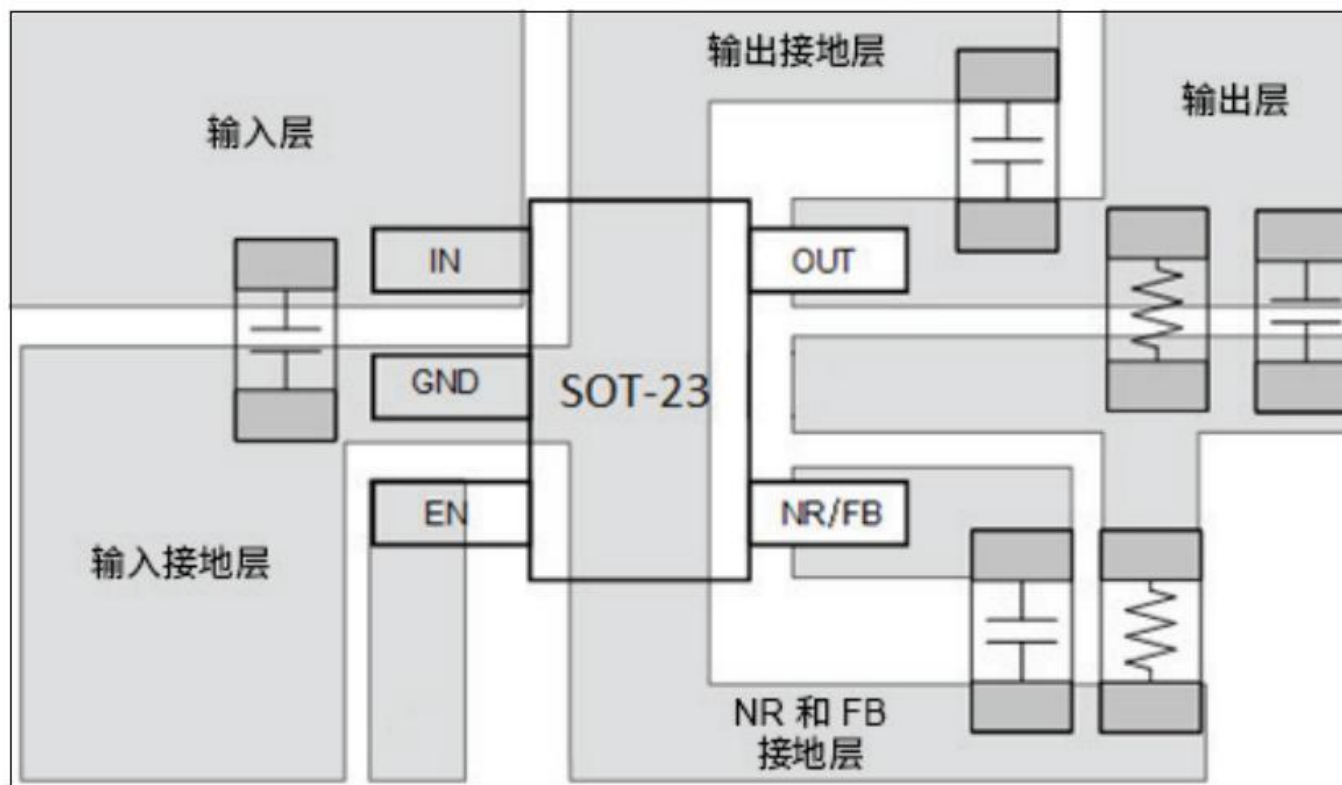 输出接地层
输出层
输入层
IN
OUT
GND
SOT-23
EN
NR/FB
输入接地层
NR 和 FB
接地层